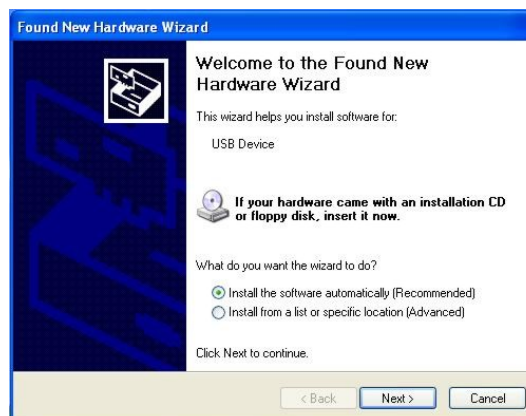 Found New Hardware Wizard
Welcome to the Found New
Hardware Wizard
This wizard helps you install software for:
USB Device
If your hardware came with an installation CD
or floppy disk, insert it now.
What do you want the wizard to do?
Install the software automatically (Recommended)
Install from a list or specific location (Advanced)
Click Next to continue.
< Back Next > Cancel